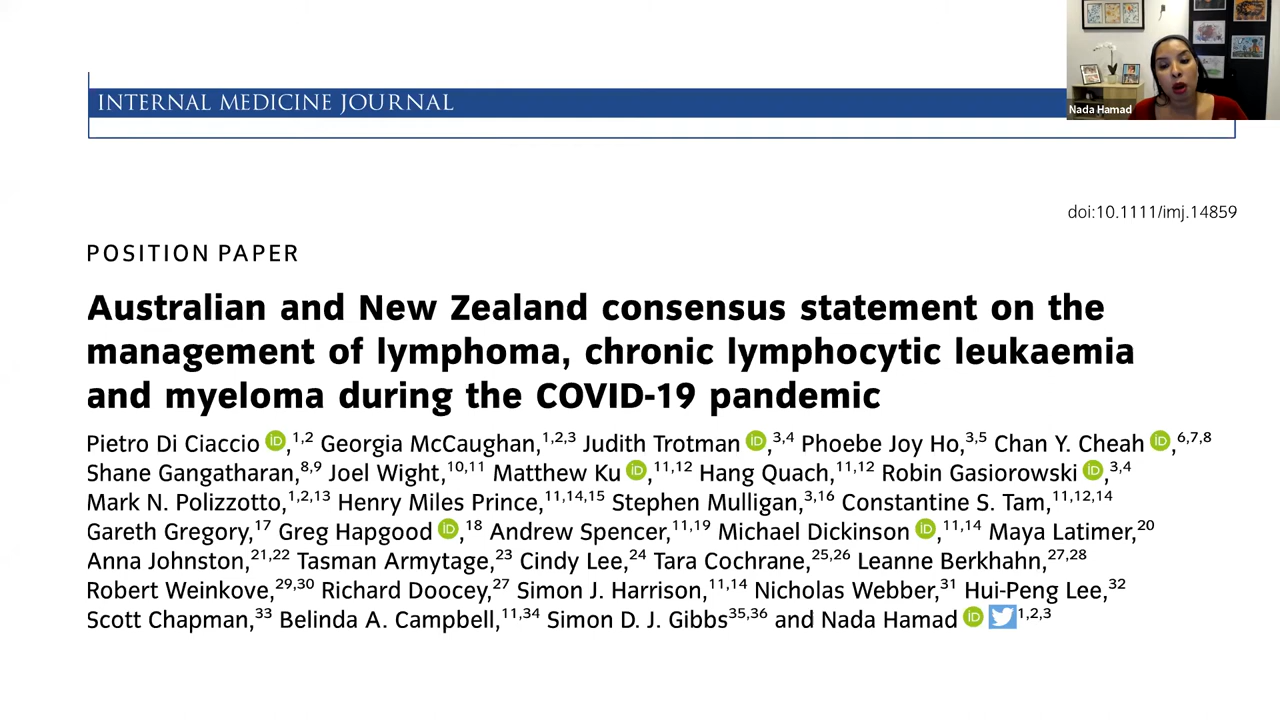 INTERNAL MEDICINE JOURNAL
Nada Hamad
doi:10.1111/imj.14859
POSITION PAPER
Australian and New Zealand consensus statement on the
management of lymphoma, chronic lymphocytic leukaemia
and myeloma during the COVID-19 pandemic
Pietro Di Ciaccio iD,1,2 Georgia McCaughan,1,2,3 Judith Trotman iD,3,4 Phoebe Joy Ho,3,5 Chan Y. Cheah iD,6,7,8
Shane Gangatharan,8,9 Joel Wight,10,11 Matthew Ku iD,11,12 Hang Quach,11,12 Robin Gasiorowski iD,3,4
Mark N. Polizzotto,1,2,13 Henry Miles Prince,11,14,15 Stephen Mulligan,3,16 Constantine S. Tam,11,12,14
Gareth Gregory,17 Greg Hapgood iD,18 Andrew Spencer,11,19 Michael Dickinson iD,11,14 Maya Latimer,20
Anna Johnston,21,22 Tasman Armytage,23 Cindy Lee,24 Tara Cochrane,25,26 Leanne Berkhahn,27,28
Robert Weinkove,29,30 Richard Doocey,27 Simon J. Harrison,11,14 Nicholas Webber,31 Hui-Peng Lee,32
Scott Chapman,33 Belinda A. Campbell,11,34 Simon D. J. Gibbs35,36 and Nada Hamad iD 1,2,3